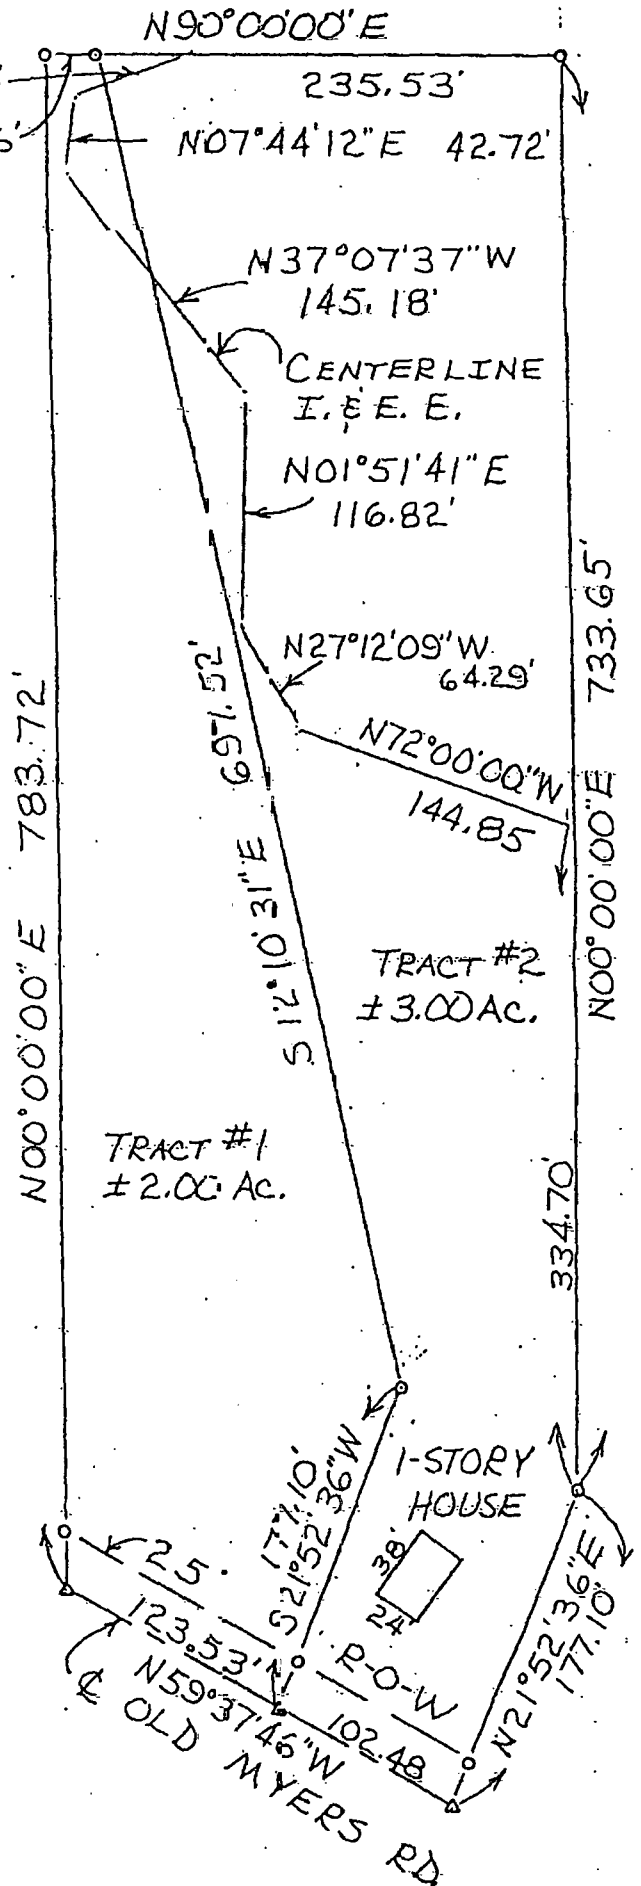 N90°00'00"E
235.53'
N07°44'12"E 42.72'
N37°07'37"W
145.18'
CENTERLINE
I. & E. E.
N01°51'41"E
116.82'
N27°12'09"W
64.29'
N72°00'00"W
144.85
N00°00'00"E 783.72'
S12°10'31"E 697.52'
N00°00'00"E 733.65'
TRACT #2
±3.00 AC.
TRACT #1
±2.00 AC.
334.70'
1-STORY
HOUSE
38'
24'
177.10'
S21°52'36"W
N21°52'36"E
177.10'
25'
R-O-W
123.53'
102.48
N59°37'46"W
℄ OLD MYERS RD.